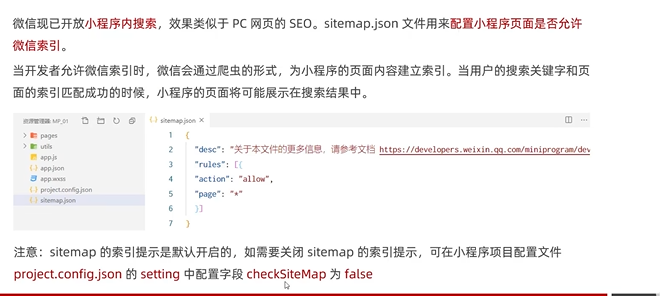 微信现已开放小程序内搜索，效果类似于 PC 网页的 SEO。sitemap.json 文件用来配置小程序页面是否允许
微信索引。
当开发者允许微信索引时，微信会通过爬虫的形式，为小程序的页面内容建立索引。当用户的搜索关键字和页
面的索引匹配成功的时候，小程序的页面将可能展示在搜索结果中。
资源管理器: MP_01
pages
utils
app.js
app.json
app.wxss
project.config.json
sitemap.json
sitemap.json ×
1 {
2 "desc": "关于本文件的更多信息，请参考文档 https://developers.weixin.qq.com/miniprogram/dev
3 "rules": [{
4 "action": "allow",
5 "page": "*"
6 }]
7 }
注意：sitemap 的索引提示是默认开启的，如需要关闭 sitemap 的索引提示，可在小程序项目配置文件
project.config.json 的 setting 中配置字段 checkSiteMap 为 false